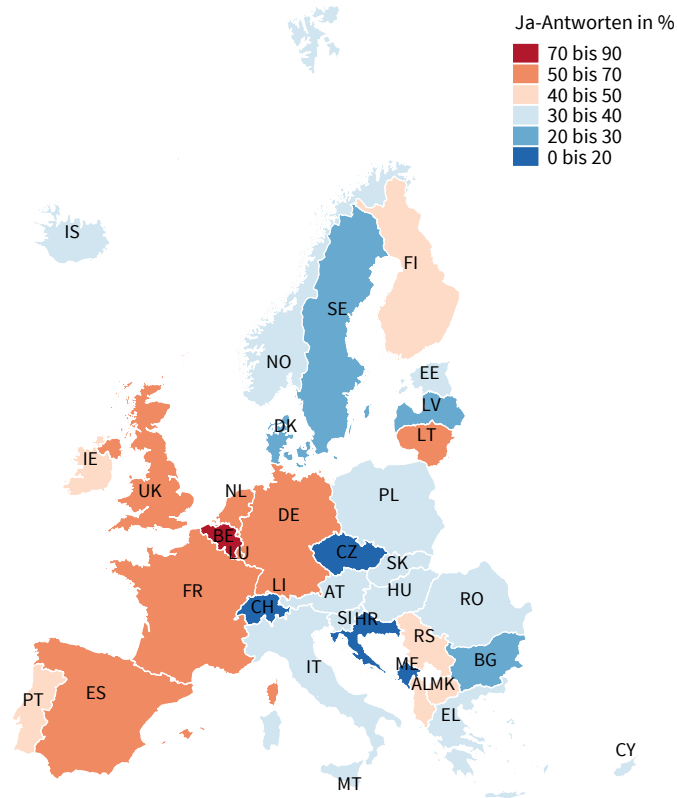 Ja-Antworten in %
70 bis 90
50 bis 70
40 bis 50
30 bis 40
20 bis 30
0 bis 20
IS
FI
SE
NO
EE
LV
DK
LT
IE
UK
NL
PL
DE
BE
LU
CZ
SK
FR
LI
AT
HU
CH
RO
SI
HR
RS
IT
ME
BG
AL
MK
PT
ES
EL
CY
MT